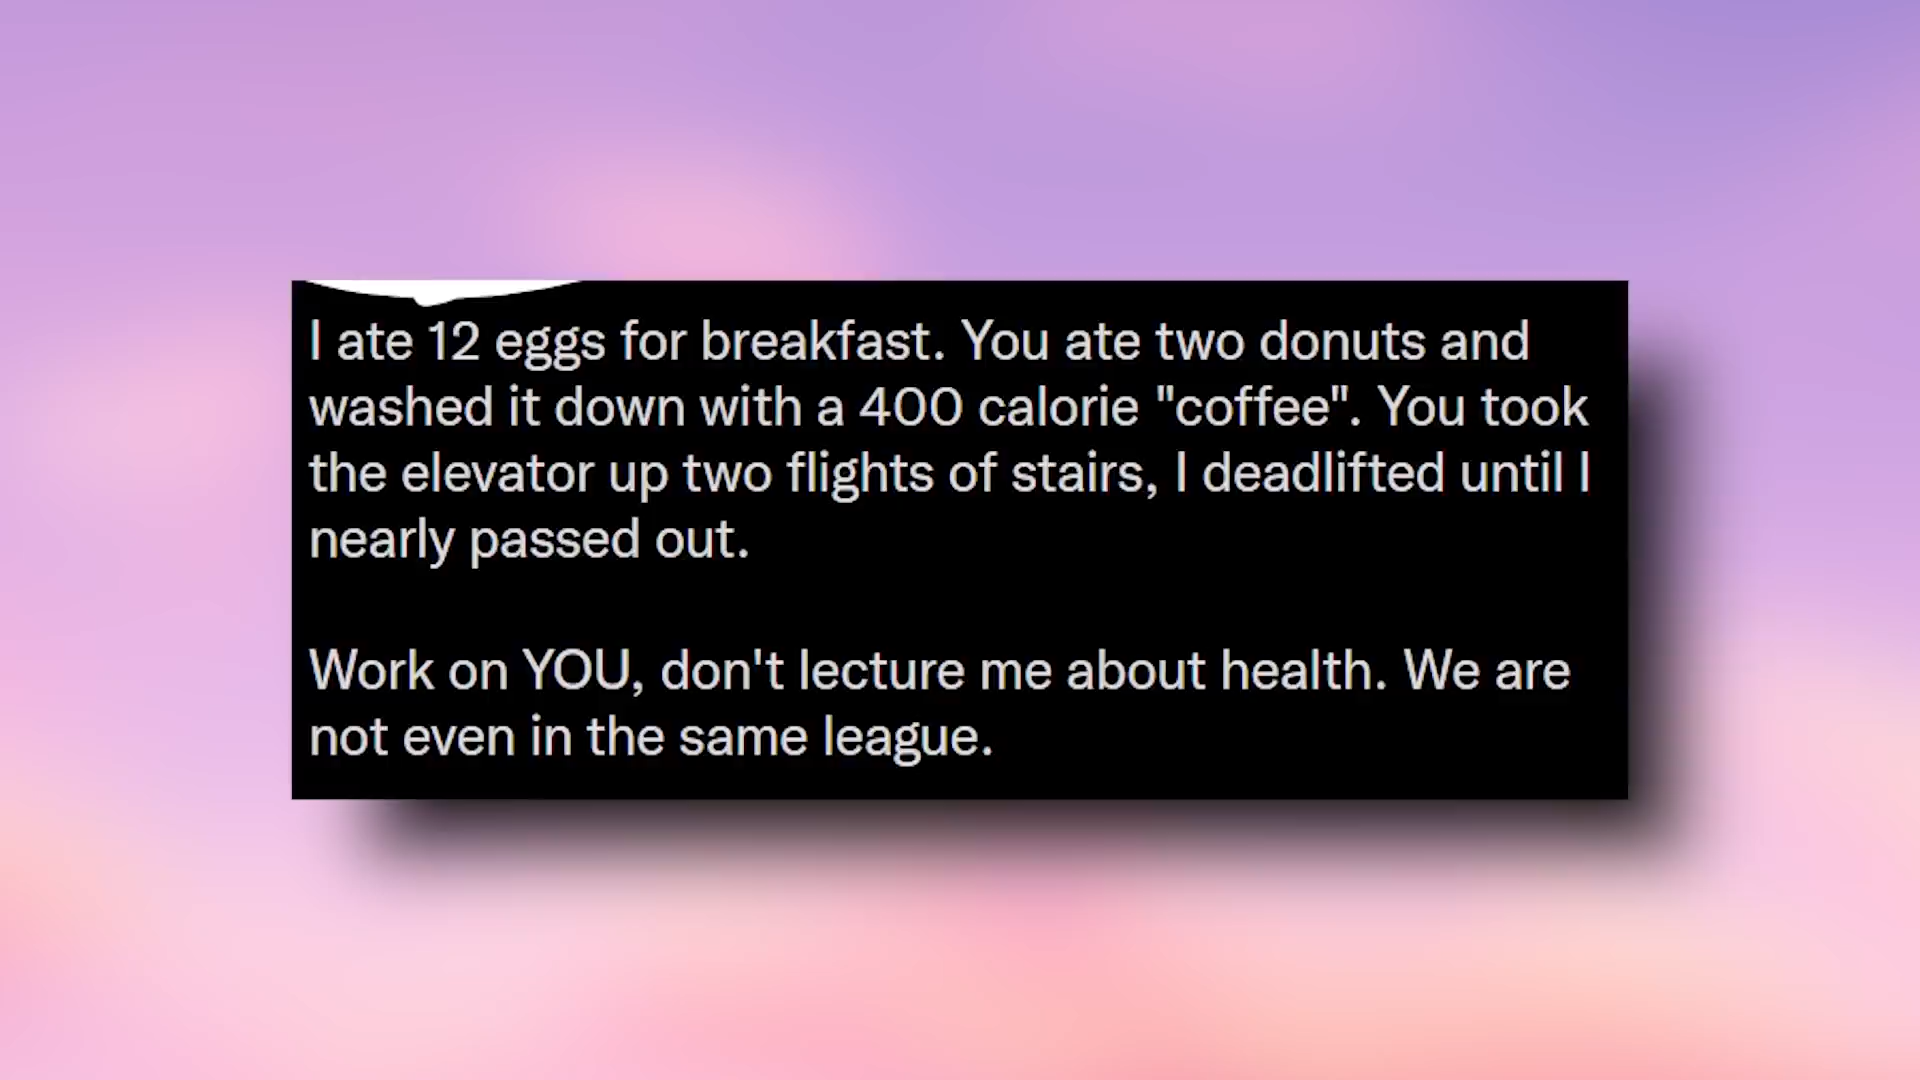 I ate 12 eggs for breakfast. You ate two donuts and
washed it down with a 400 calorie "coffee". You took
the elevator up two flights of stairs, I deadlifted until I
nearly passed out.
Work on YOU, don't lecture me about health. We are
not even in the same league.